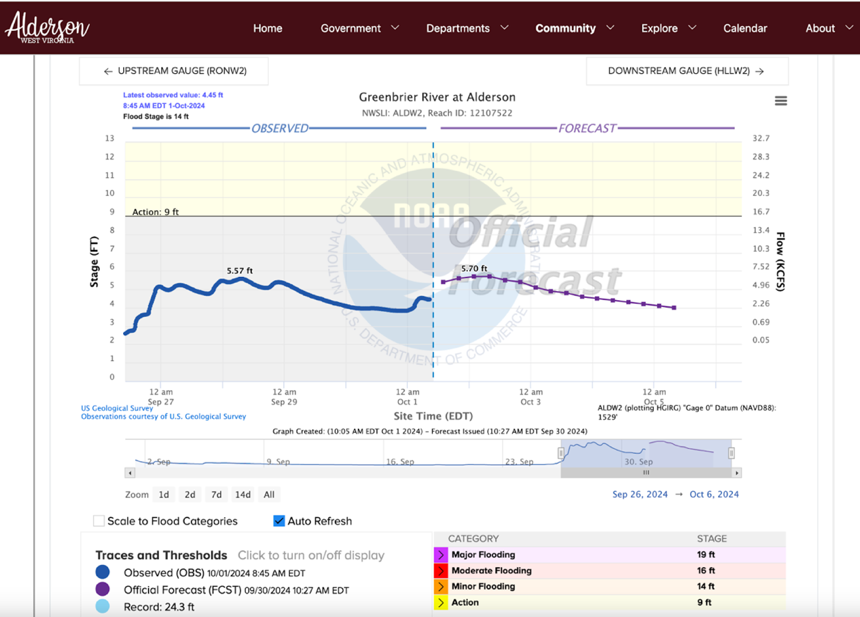 Alderson
WEST VIRGINIA
Home Government Departments Community Explore Calendar About
← UPSTREAM GAUGE (RONW2)
DOWNSTREAM GAUGE (HLLW2) →
Latest observed value: 4.45 ft
8:45 AM EDT 1-Oct-2024
Flood Stage is 14 ft
Greenbrier River at Alderson
NWSLI: ALDW2, Reach ID: 12107522
OBSERVED
FORECAST
13
12
11
10
9
8
7
6
5
4
3
2
1
0
Stage (FT)
Action: 9 ft
5.57 ft
5.70 ft
NATIONAL OCEANIC AND ATMOSPHERIC ADMINISTRATION
U.S. DEPARTMENT OF COMMERCE
NOAA
Official
Forecast
32.7
28.3
24.2
20.3
16.7
13.4
10.3
7.52
4.96
2.26
0.69
0.05
Flow (KCFS)
12 am
Sep 27
12 am
Sep 29
12 am
Oct 1
12 am
Oct 3
12 am
Oct 5
Site Time (EDT)
US Geological Survey
Observations courtesy of U.S. Geological Survey
ALDW2 (plotting HGIRG) "Gage 0" Datum (NAVD88):
1529'
Graph Created: (10:05 AM EDT Oct 1 2024) - Forecast Issued (10:27 AM EDT Sep 30 2024)
2. Sep 9. Sep 16. Sep 23. Sep 30. Sep
Zoom 1d 2d 7d 14d All
Sep 26, 2024 → Oct 6, 2024
Scale to Flood Categories Auto Refresh
Traces and Thresholds Click to turn on/off display
Observed (OBS) 10/01/2024 8:45 AM EDT
Official Forecast (FCST) 09/30/2024 10:27 AM EDT
Record: 24.3 ft
CATEGORY STAGE
Major Flooding 19 ft
Moderate Flooding 16 ft
Minor Flooding 14 ft
Action 9 ft